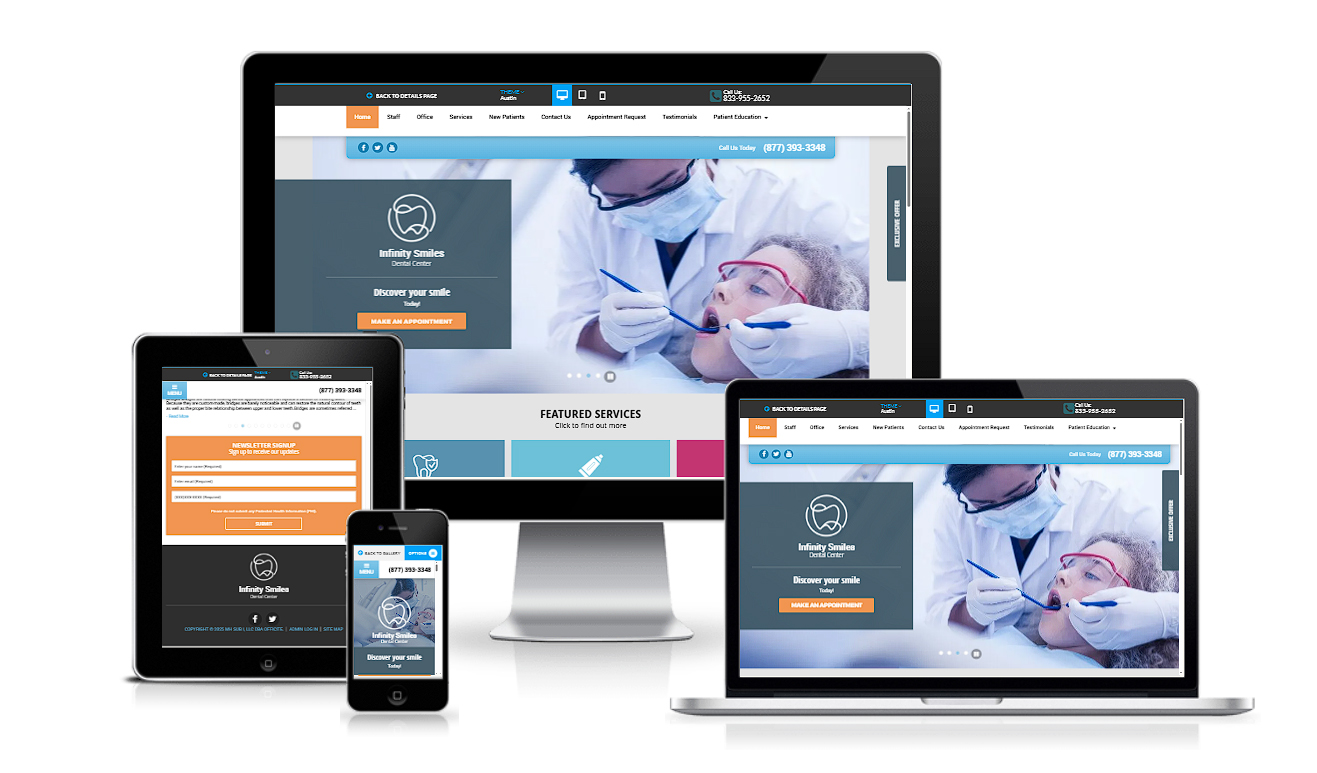 BACK TO DETAILS PAGE
THEME
Austin
Call Us:
833-955-2652
Home Staff Office Services New Patients Contact Us Appointment Request Testimonials Patient Education
Call Us Today (877) 393-3348
EXCLUSIVE OFFER
Infinity Smiles
Dental Center
Discover your smile
Today!
MAKE AN APPOINTMENT
FEATURED SERVICES
Click to find out more
BACK TO DETAILS PAGE
THEME
Austin
Call Us:
833-955-2652
MENU
(877) 393-3348
Because they are custom-made, bridges are barely noticeable and can restore the natural contour of teeth
as well as the proper bite relationship between upper and lower teeth. Bridges are sometimes referred...
Read More
NEWSLETTER SIGNUP
Sign up to receive our updates
Enter your name (Required)
Enter email (Required)
(XXX)XXX-XXXX (Required)
Please do not submit any Protected Health Information (PHI).
SUBMIT
Infinity Smiles
Dental Center
COPYRIGHT © 2025 MH SUB I, LLC DBA OFFICITE. | ADMIN LOG IN | SITE MAP
BACK TO GALLERY
OPTIONS
MENU
(877) 393-3348
Infinity Smiles
Dental Center
Discover your smile
Today!
BACK TO DETAILS PAGE
THEME
Austin
Call Us:
833-955-2652
Home Staff Office Services New Patients Contact Us Appointment Request Testimonials Patient Education
Call Us Today (877) 393-3348
EXCLUSIVE OFFER
Infinity Smiles
Dental Center
Discover your smile
Today!
MAKE AN APPOINTMENT